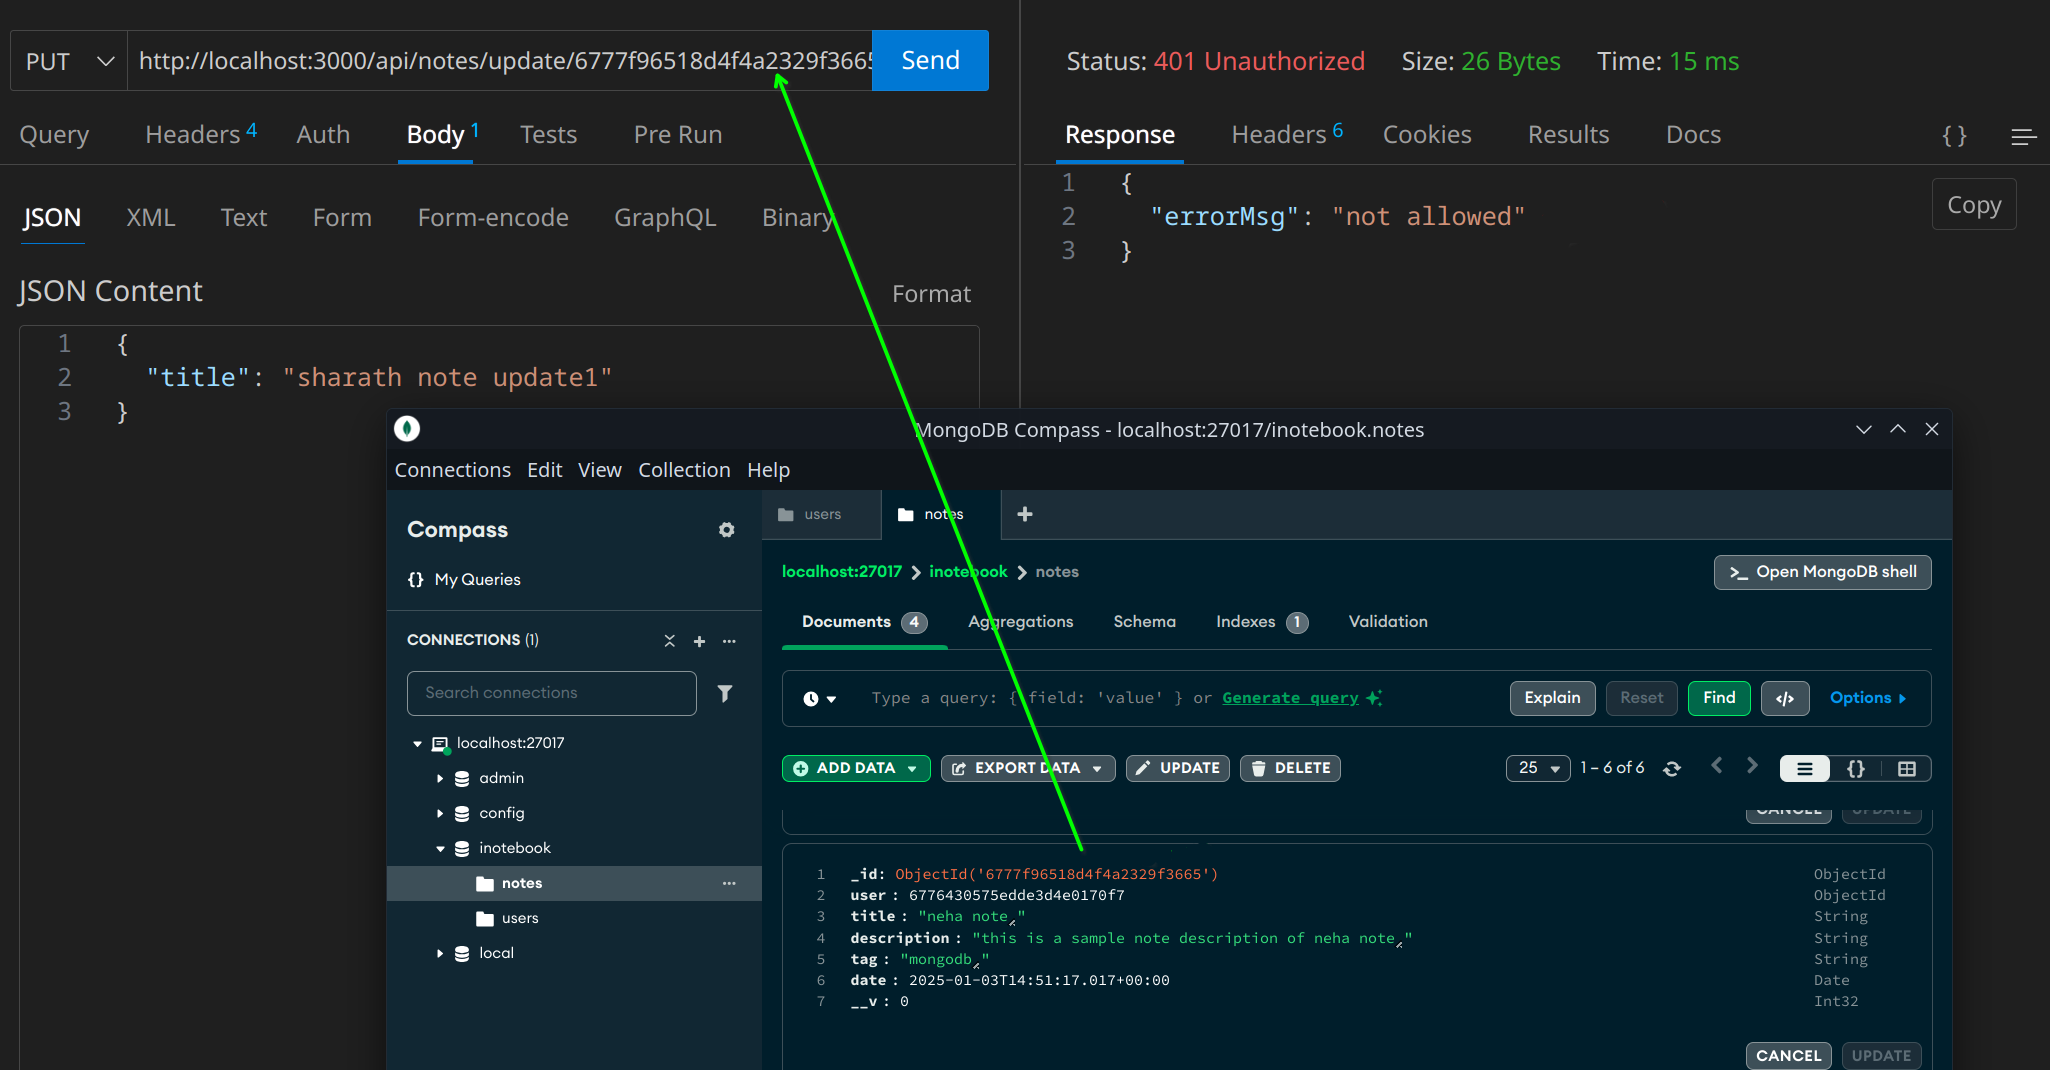 PUT http://localhost:3000/api/notes/update/6777f96518d4f4a2329f3665 Send
Status: 401 Unauthorized Size: 26 Bytes Time: 15 ms
Query Headers 4 Auth Body 1 Tests Pre Run
Response Headers 6 Cookies Results Docs {}
JSON XML Text Form Form-encode GraphQL Binary
1 {
2 "errorMsg": "not allowed"
3 }
Copy
JSON Content Format
1 {
2 "title": "sharath note update1"
3 }
MongoDB Compass - localhost:27017/inotebook.notes
Connections Edit View Collection Help
Compass
{} My Queries
CONNECTIONS (1)
Search connections
localhost:27017
admin
config
inotebook
notes
users
local
users notes
localhost:27017 > inotebook > notes
>_ Open MongoDB shell
Documents 4 Aggregations Schema Indexes 1 Validation
Type a query: { field: 'value' } or Generate query
Explain Reset Find </> Options
ADD DATA EXPORT DATA UPDATE DELETE
25 1 – 6 of 6 {}
CANCEL UPDATE
1 _id: ObjectId('6777f96518d4f4a2329f3665') ObjectId
2 user : 6776430575edde3d4e0170f7 ObjectId
3 title : "neha note" String
4 description : "this is a sample note description of neha note" String
5 tag : "mongodb" String
6 date : 2025-01-03T14:51:17.017+00:00 Date
7 __v : 0 Int32
CANCEL UPDATE